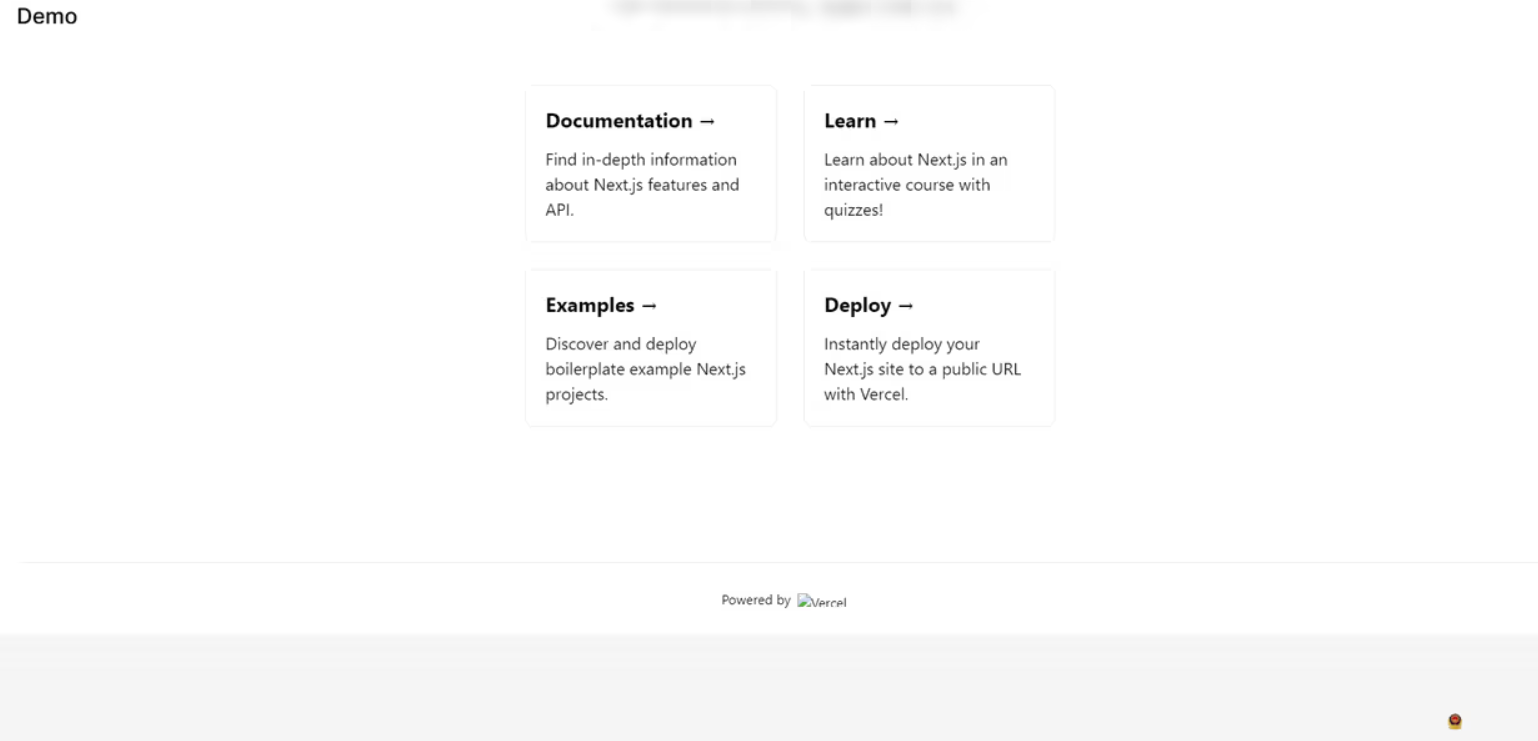 Demo
Documentation →
Find in-depth information
about Next.js features and
API.
Learn →
Learn about Next.js in an
interactive course with
quizzes!
Examples →
Discover and deploy
boilerplate example Next.js
projects.
Deploy →
Instantly deploy your
Next.js site to a public URL
with Vercel.
Powered by Vercel